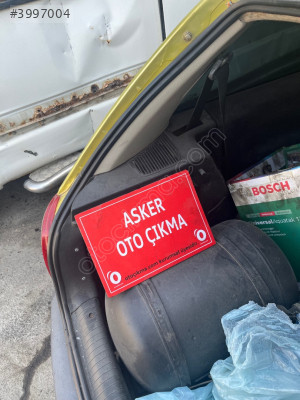 #3997004
ASKER
OTO ÇIKMA
BOSCH